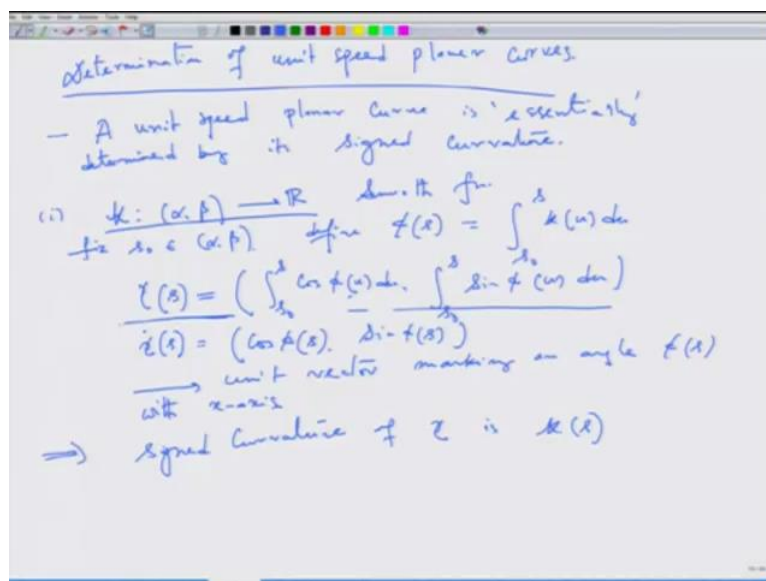 Determination of unit speed planar curves.
- A unit speed planar curve is 'essentially'
determined by its signed curvature.
(i) k : (α, β) → ℝ smooth fn.
fix s₀ ∈ (α, β). define φ(s) = ∫_{s₀}^{s} k(u) du
γ(s) = ( ∫_{s₀}^{s} cos φ(u) du, ∫_{s₀}^{s} sin φ(u) du )
γ̇(s) = (cos φ(s), sin φ(s))
→ unit vector marking an angle φ(s)
with x-axis
⇒ signed curvature of γ is k(s)